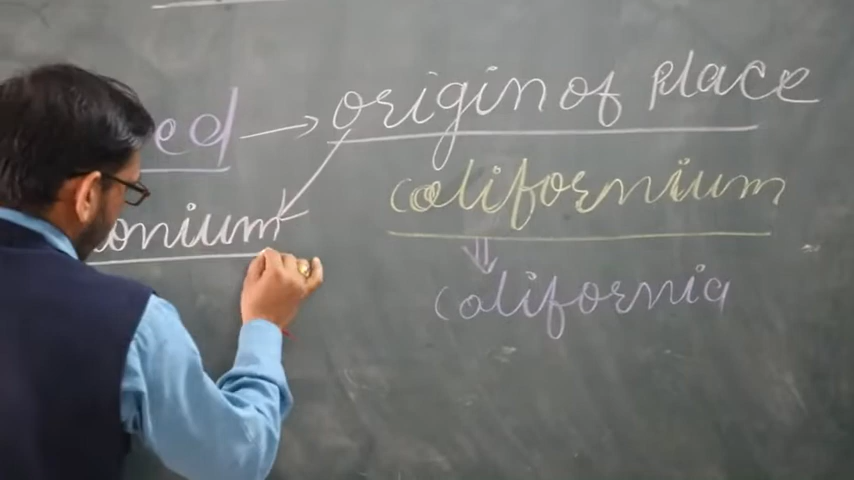 ed → origin of place
onium californium
california